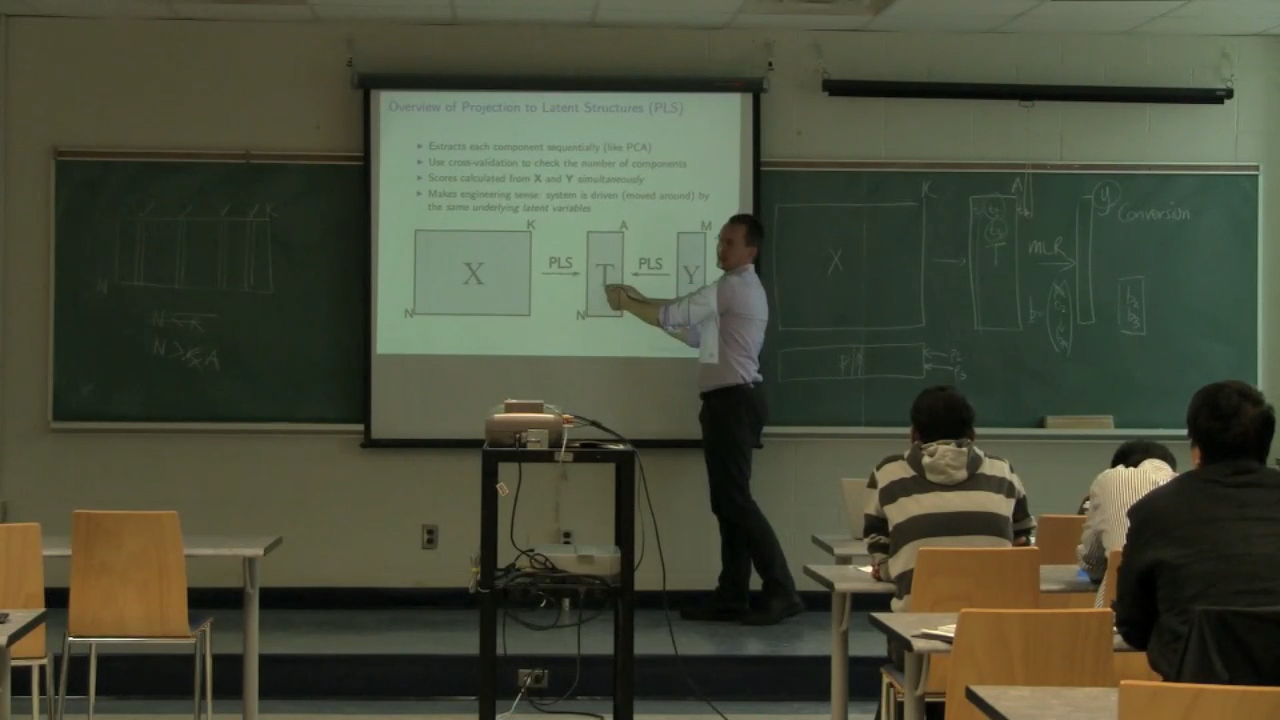 Overview of Projection to Latent Structures (PLS)
Extracts each component sequentially (like PCA)
Use cross-validation to check the number of components
Scores calculated from X and Y simultaneously
Makes engineering sense: system is driven (moved around) by
the same underlying latent variables
K A M
X PLS T PLS Y
N N
K
N
N > A
K
X
A
T
MLR
y Conversion
b